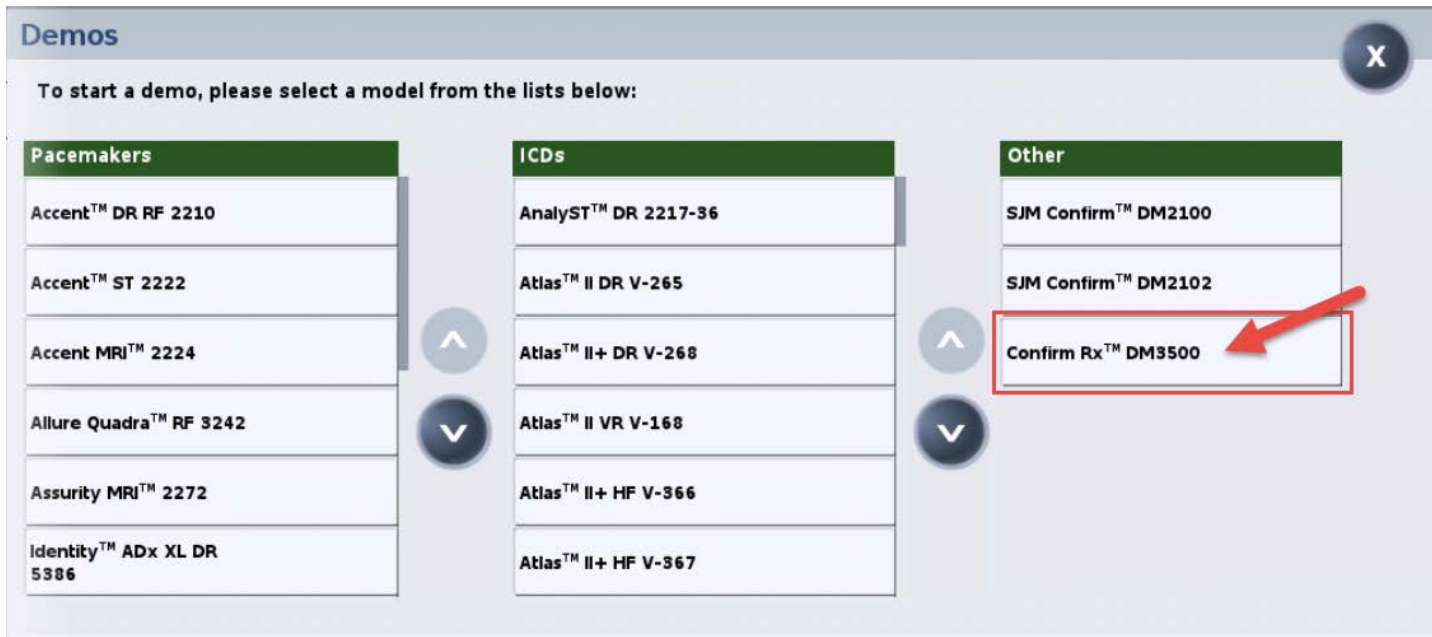 Demos
X
To start a demo, please select a model from the lists below:
Pacemakers
Accent™ DR RF 2210
Accent™ ST 2222
Accent MRI™ 2224
Allure Quadra™ RF 3242
Assurity MRI™ 2272
Identity™ ADx XL DR
5386
ICDs
AnalyST™ DR 2217-36
Atlas™ II DR V-265
Atlas™ II+ DR V-268
Atlas™ II VR V-168
Atlas™ II+ HF V-366
Atlas™ II+ HF V-367
Other
SJM Confirm™ DM2100
SJM Confirm™ DM2102
Confirm Rx™ DM3500